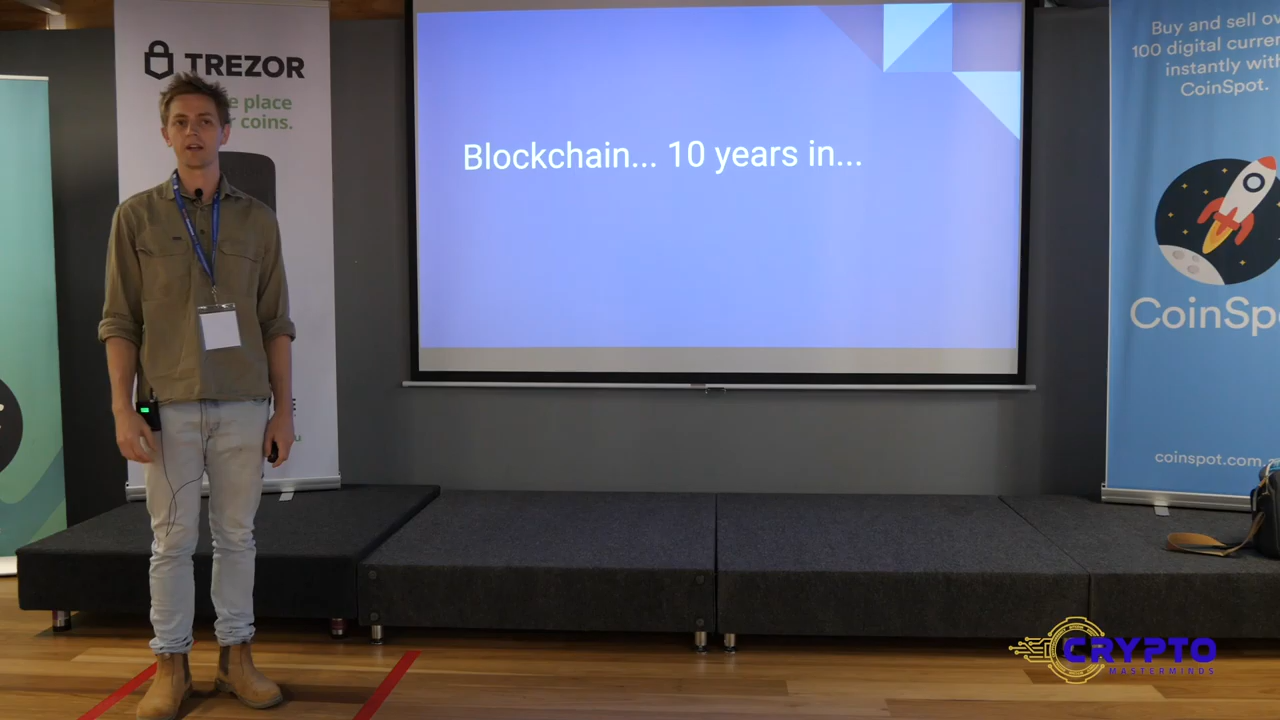 TREZOR
e place
r coins.
Blockchain... 10 years in...
Buy and sell ov
100 digital curren
instantly with
CoinSpot.
CoinSpo
coinspot.com.a
CRYPTO
MASTERMINDS